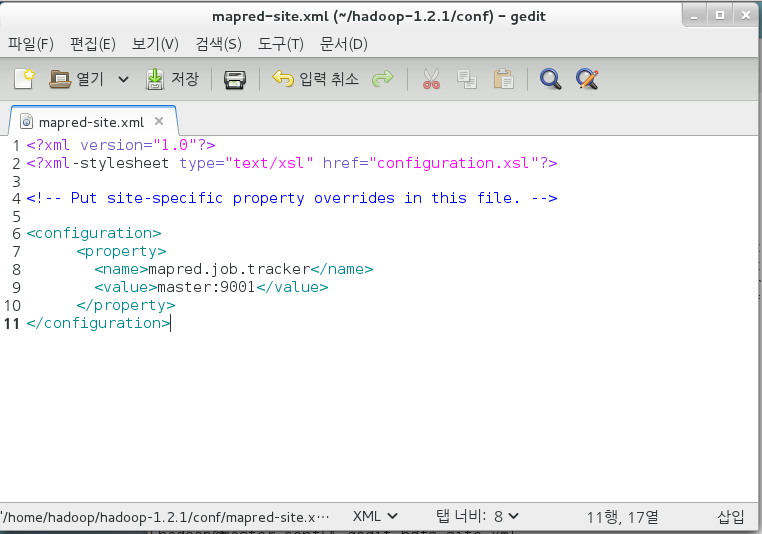 mapred-site.xml (~/hadoop-1.2.1/conf) – gedit
파일(F) 편집(E) 보기(V) 검색(S) 도구(T) 문서(D)
열기 저장 입력 취소
mapred-site.xml
1 <?xml version="1.0"?>
2 <?xml-stylesheet type="text/xsl" href="configuration.xsl"?>
3
4 <!-- Put site-specific property overrides in this file. -->
5
6 <configuration>
7 <property>
8 <name>mapred.job.tracker</name>
9 <value>master:9001</value>
10 </property>
11 </configuration>
'/home/hadoop/hadoop-1.2.1/conf/mapred-site.x… XML 탭 너비: 8 11행, 17열 삽입